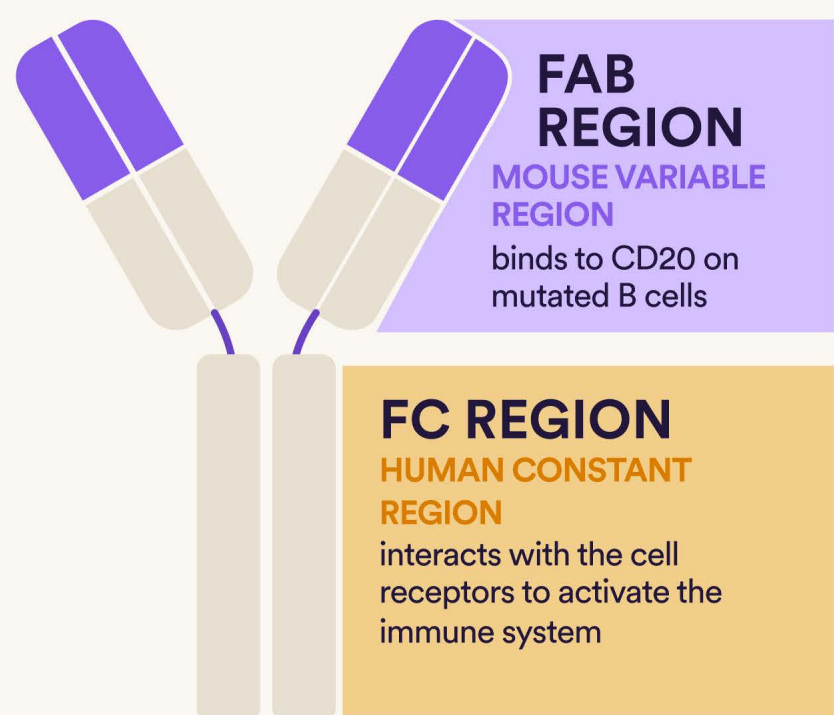 FAB
REGION
MOUSE VARIABLE
REGION
binds to CD20 on
mutated B cells
FC REGION
HUMAN CONSTANT
REGION
interacts with the cell
receptors to activate the
immune system